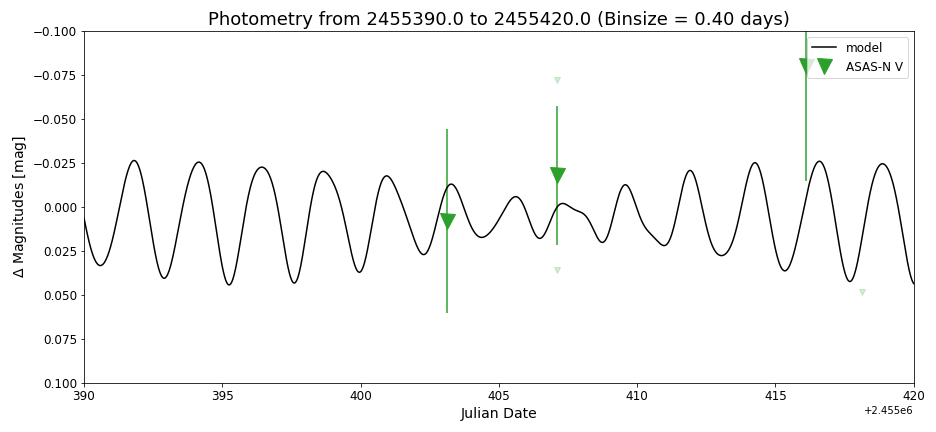 Photometry from 2455390.0 to 2455420.0 (Binsize = 0.40 days)
Δ Magnitudes [mag]
−0.100
−0.075
−0.050
−0.025
0.000
0.025
0.050
0.075
0.100
model
ASAS-N V
390 395 400 405 410 415 420
+2.455e6
Julian Date